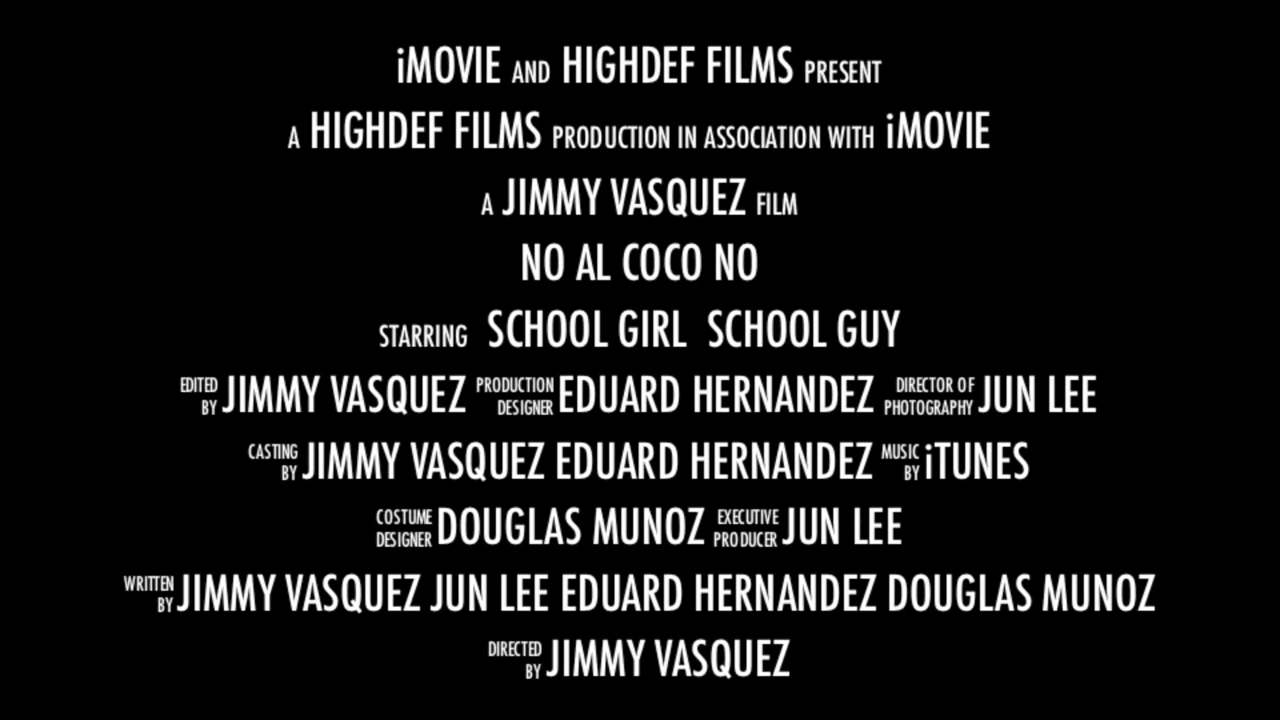 iMOVIE AND HIGHDEF FILMS PRESENT
A HIGHDEF FILMS PRODUCTION IN ASSOCIATION WITH iMOVIE
A JIMMY VASQUEZ FILM
NO AL COCO NO
STARRING SCHOOL GIRL SCHOOL GUY
EDITED BY JIMMY VASQUEZ PRODUCTION DESIGNER EDUARD HERNANDEZ DIRECTOR OF PHOTOGRAPHY JUN LEE
CASTING BY JIMMY VASQUEZ EDUARD HERNANDEZ MUSIC BY iTUNES
COSTUME DESIGNER DOUGLAS MUNOZ EXECUTIVE PRODUCER JUN LEE
WRITTEN BY JIMMY VASQUEZ JUN LEE EDUARD HERNANDEZ DOUGLAS MUNOZ
DIRECTED BY JIMMY VASQUEZ